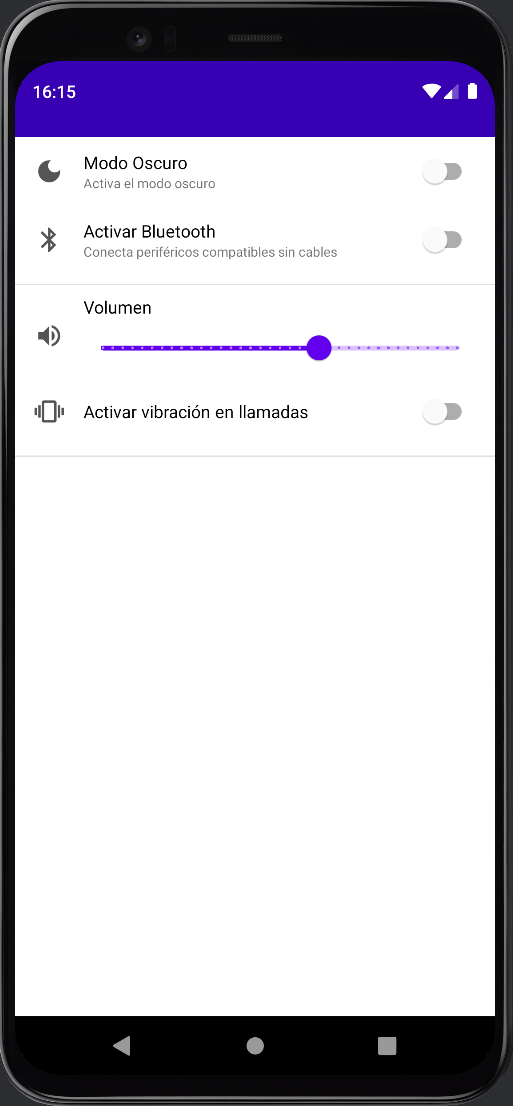 16:15
Modo Oscuro
Activa el modo oscuro
Activar Bluetooth
Conecta periféricos compatibles sin cables
Volumen
Activar vibración en llamadas